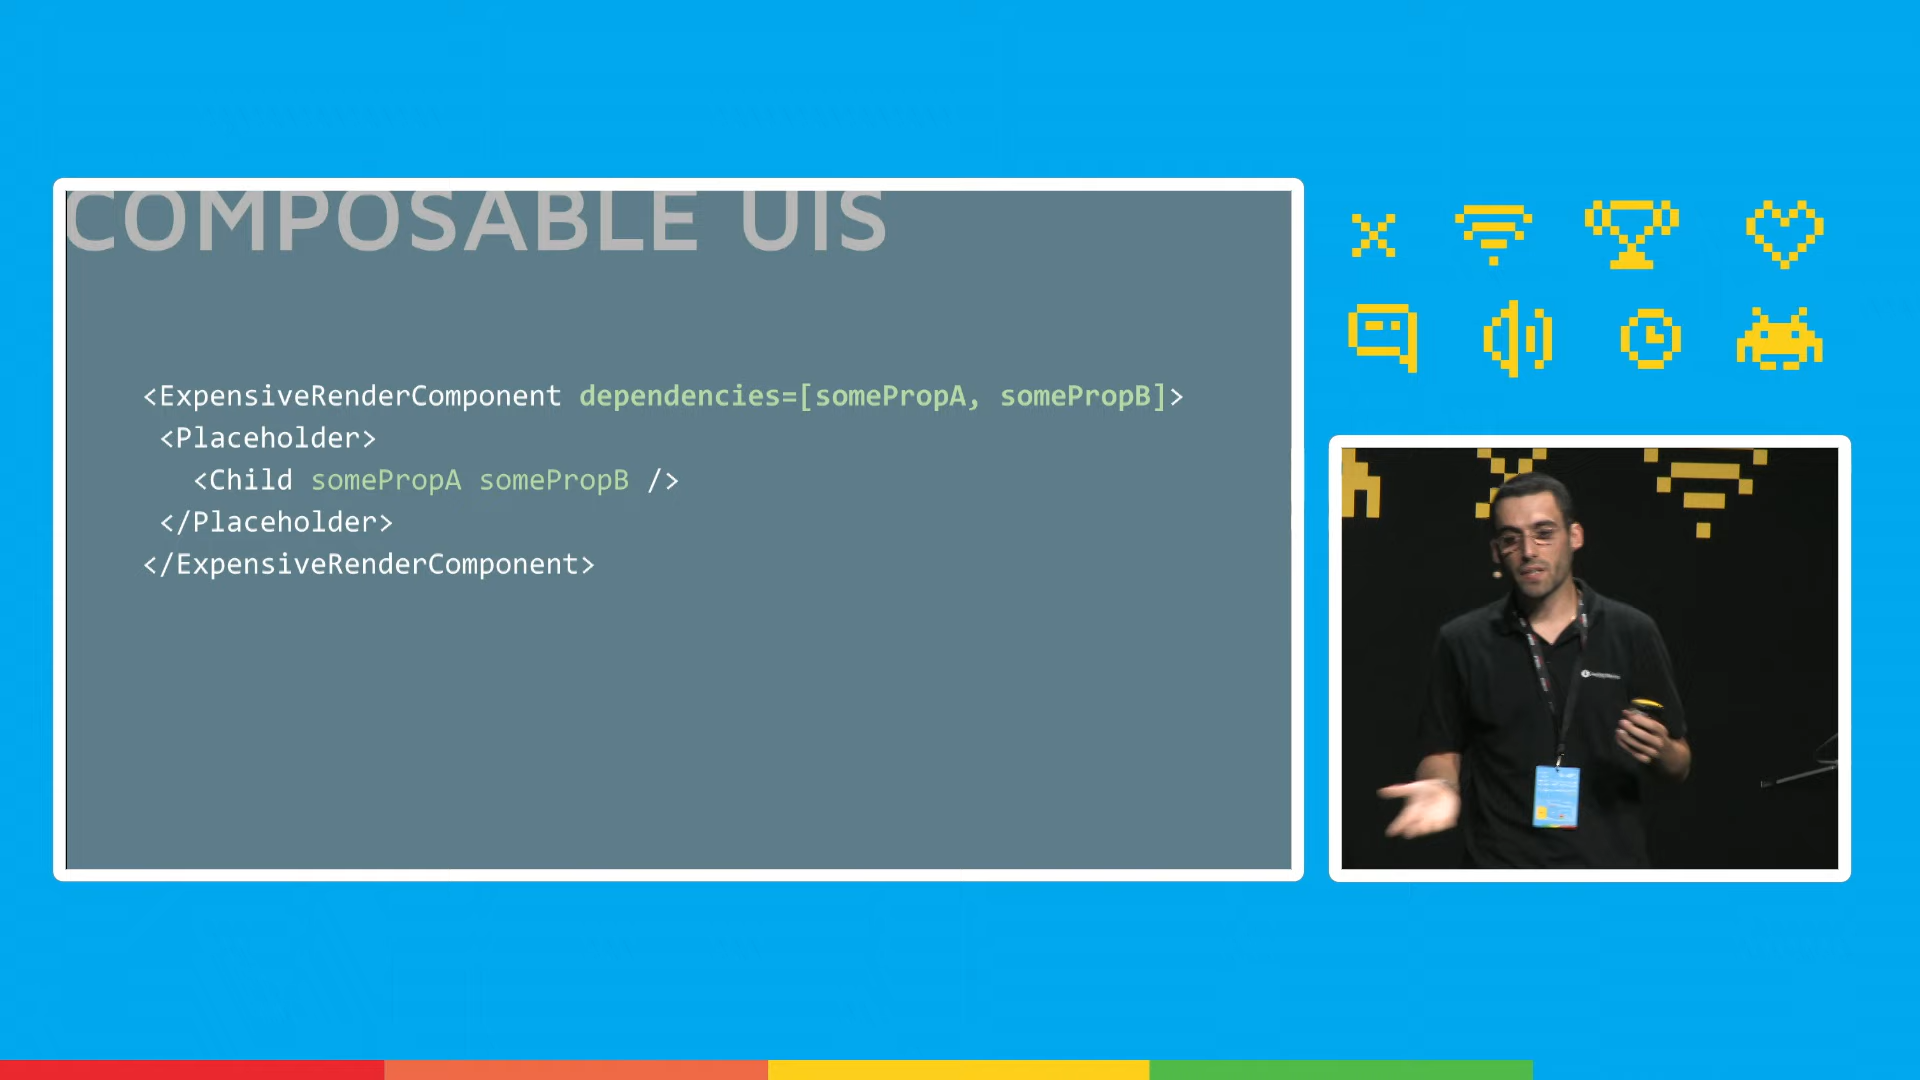 COMPOSABLE UIS
<ExpensiveRenderComponent dependencies=[somePropA, somePropB]>
<Placeholder>
<Child somePropA somePropB />
</Placeholder>
</ExpensiveRenderComponent>